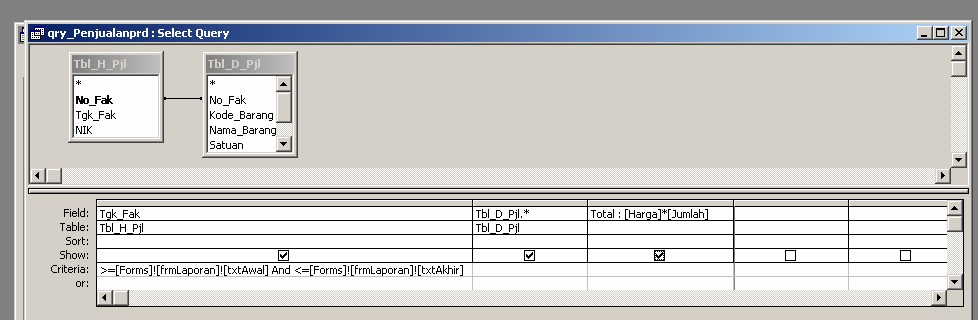 qry_Penjualanprd : Select Query
Tbl_H_Pjl
*
No_Fak
Tgk_Fak
NIK
Tbl_D_Pjl
*
No_Fak
Kode_Barang
Nama_Barang
Satuan
Field: Tgk_Fak Tbl_D_Pjl.* Total : [Harga]*[Jumlah]
Table: Tbl_H_Pjl Tbl_D_Pjl
Sort:
Show:
Criteria: >=[Forms]![frmLaporan]![txtAwal] And <=[Forms]![frmLaporan]![txtAkhir]
or: